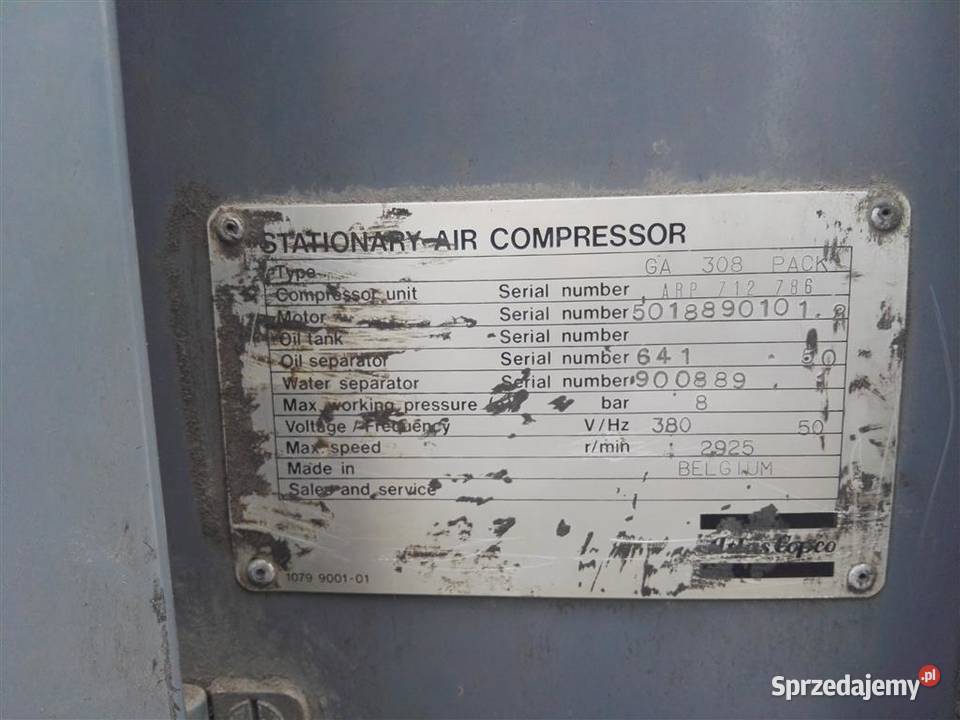 STATIONARY AIR COMPRESSOR
Type GA 308 PACK
Compressor unit Serial number ARP 712 786
Motor Serial number 5018890101.8
Oil tank Serial number
Oil separator Serial number 641 50
Water separator Serial number 900889 1
Max. working pressure bar 8
Voltage / Frequency V/Hz 380 50
Max. speed r/min 2925
Made in BELGIUM
Sales and service
Atlas Copco
1079 9001-01
Sprzedajemy.pl